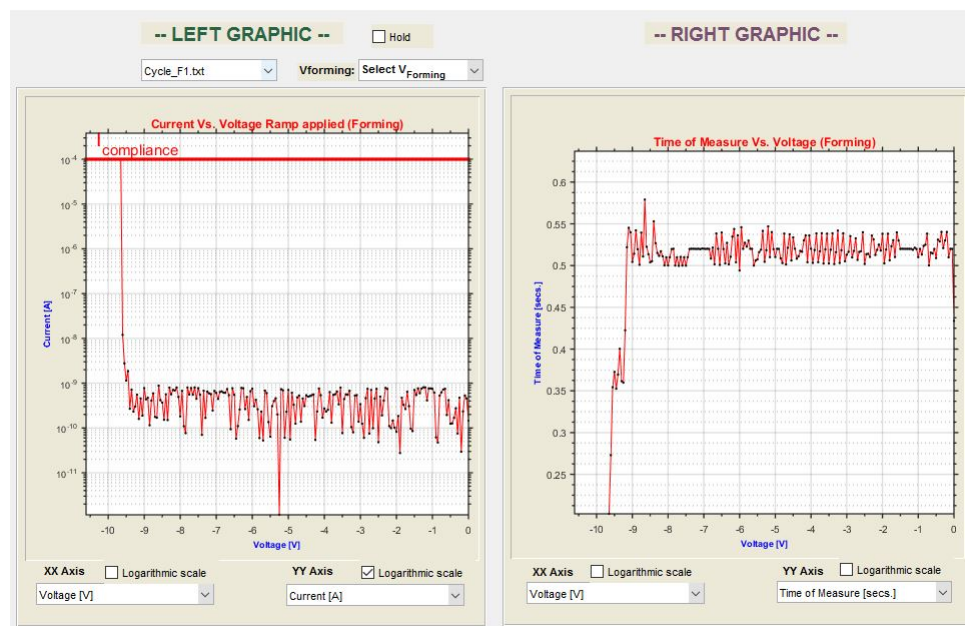 -- LEFT GRAPHIC --
Hold
-- RIGHT GRAPHIC --
Cycle_F1.txt
Vforming:
Select V_Forming
Current Vs. Voltage Ramp applied (Forming)
I
compliance
10^-4
10^-5
10^-6
10^-7
10^-8
10^-9
10^-10
10^-11
Current [A]
-10 -9 -8 -7 -6 -5 -4 -3 -2 -1 0
Voltage [V]
XX Axis
Logarithmic scale
YY Axis
Logarithmic scale
Voltage [V]
Current [A]
Time of Measure Vs. Voltage (Forming)
0.6
0.55
0.5
0.45
0.4
0.35
0.3
0.25
Time of Measure [secs.]
-10 -9 -8 -7 -6 -5 -4 -3 -2 -1 0
Voltage [V]
XX Axis
Logarithmic scale
YY Axis
Logarithmic scale
Voltage [V]
Time of Measure [secs.]